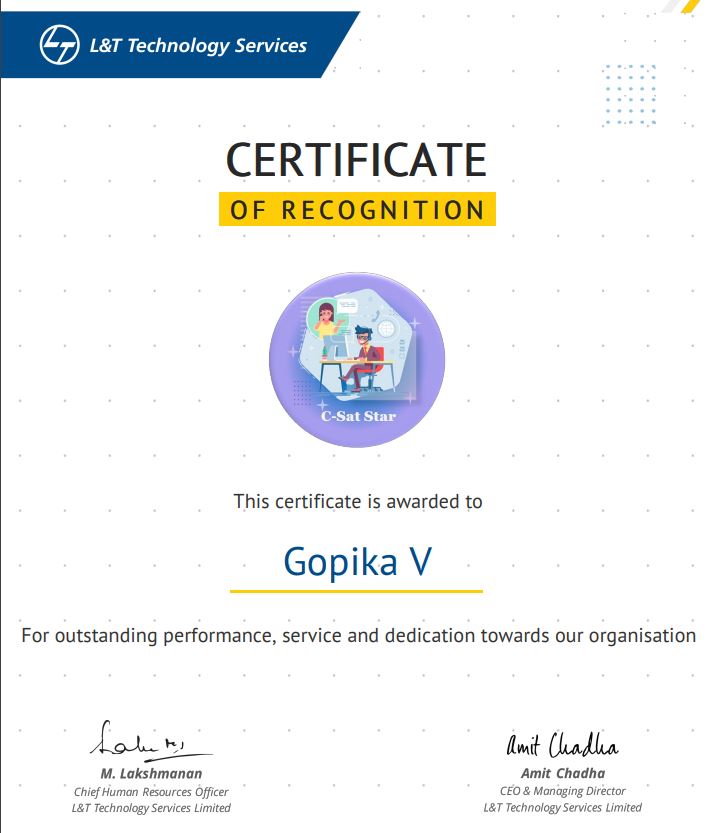 L&T Technology Services
CERTIFICATE
OF RECOGNITION
C-Sat Star
This certificate is awarded to
Gopika V
For outstanding performance, service and dedication towards our organisation
Amit Chadha
M. Lakshmanan
Amit Chadha
Chief Human Resources Officer
CEO & Managing Director
L&T Technology Services Limited
L&T Technology Services Limited